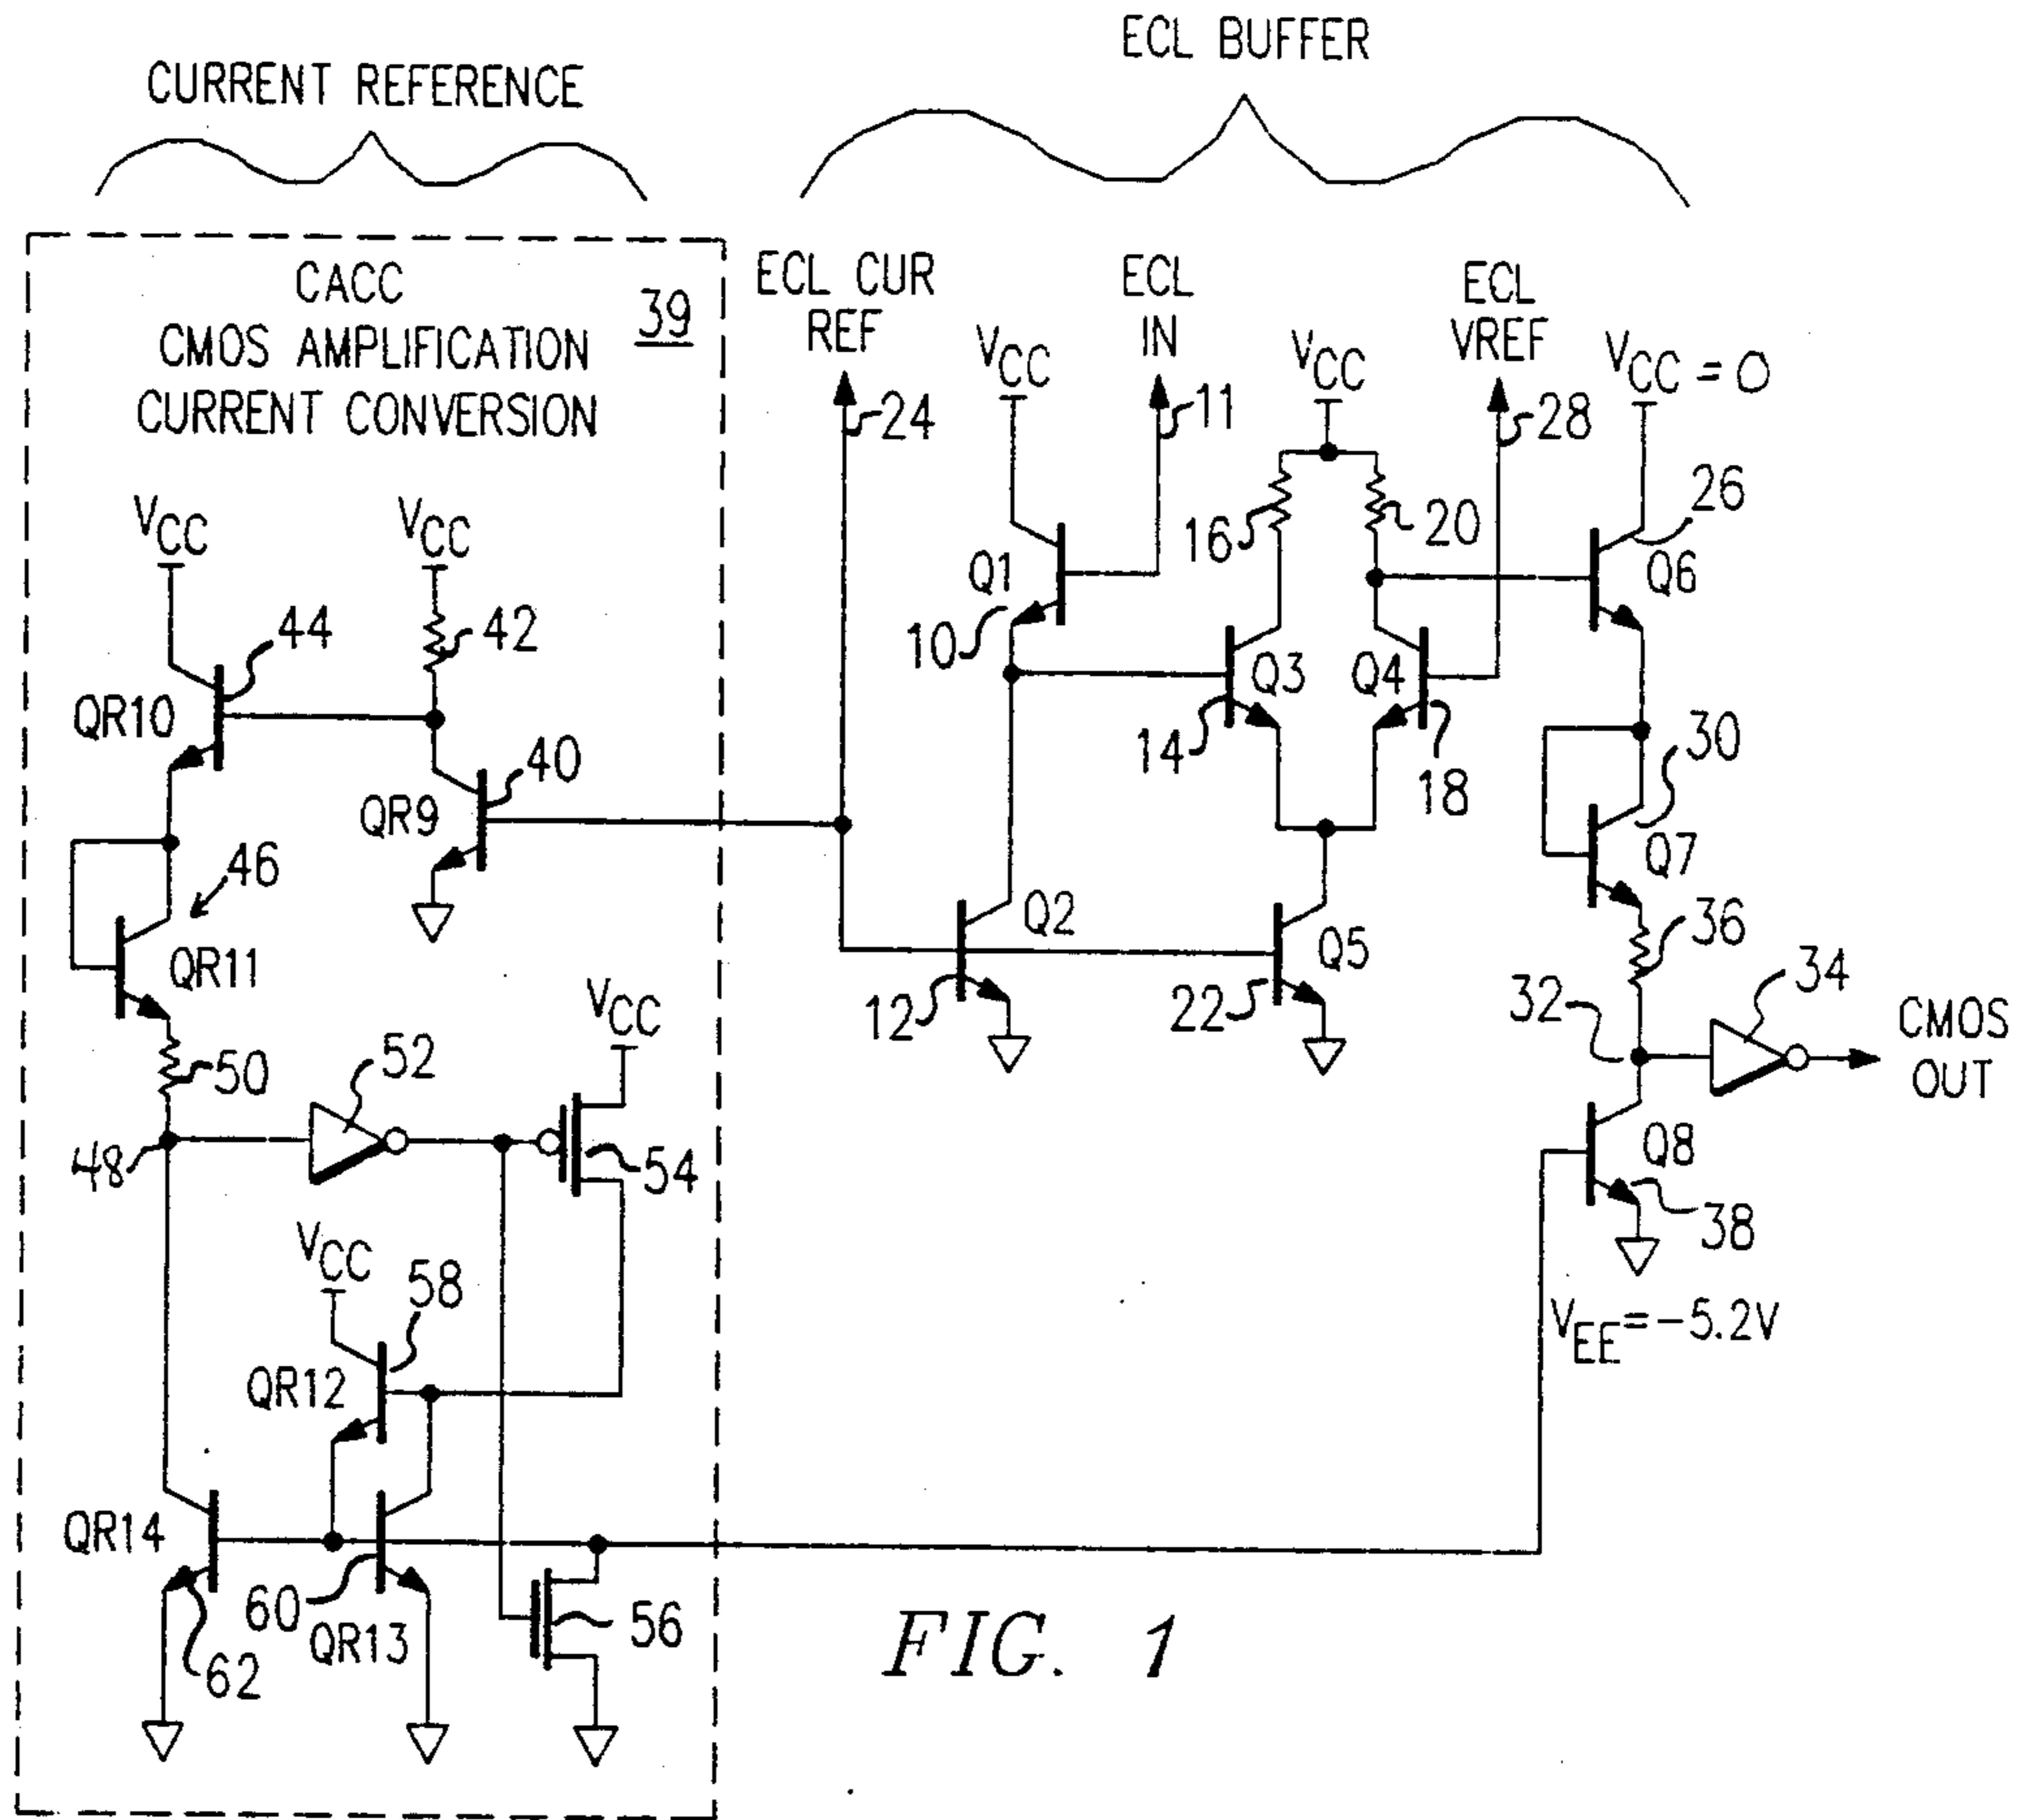 ECL BUFFER
CURRENT REFERENCE
CACC
CMOS AMPLIFICATION
CURRENT CONVERSION
39
ECL CUR
REF
24
VCC
ECL
IN
11
VCC
ECL
VREF
28
VCC = 0
26
16
20
Q1
10
Q6
VCC
VCC
44
42
QR10
Q3
Q4
14
18
30
40
QR9
Q7
46
QR11
Q2
Q5
36
12
22
32
34
CMOS
OUT
VCC
50
52
48
54
Q8
38
VCC
58
VEE=-5.2V
QR12
QR14
60
QR13
62
56
FIG. 1